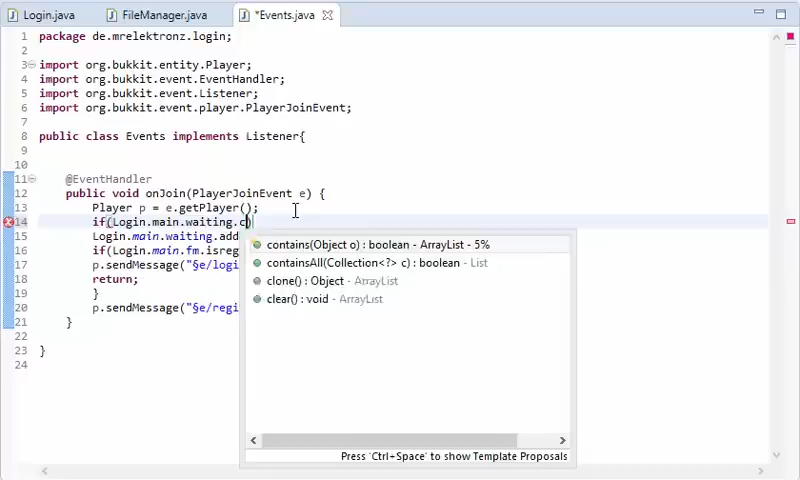 Login.java
FileManager.java
*Events.java
1 package de.mrelektronz.login;
2
3 import org.bukkit.entity.Player;
4 import org.bukkit.event.EventHandler;
5 import org.bukkit.event.Listener;
6 import org.bukkit.event.player.PlayerJoinEvent;
7
8 public class Events implements Listener{
9
10
11 @EventHandler
12 public void onJoin(PlayerJoinEvent e) {
13 Player p = e.getPlayer();
14 if(Login.main.waiting.c)
15 Login.main.waiting.add
16 if(Login.main.fm.isreg
17 p.sendMessage("§e/logi
18 return;
19 }
20 p.sendMessage("§e/regi
21 }
22
23 }
24
contains(Object o) : boolean - ArrayList - 5%
containsAll(Collection<?> c) : boolean - List
clone() : Object - ArrayList
clear() : void - ArrayList
Press 'Ctrl+Space' to show Template Proposals